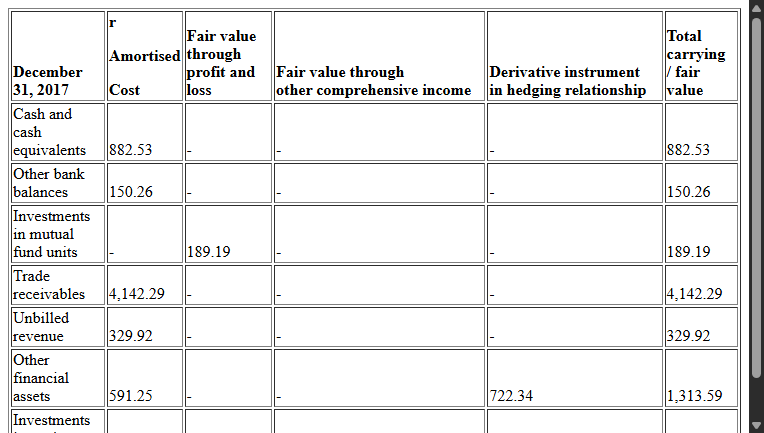 December 31, 2017 r Amortised Cost Fair value through profit and loss Fair value through other comprehensive income Derivative instrument in hedging relationship Total carrying / fair value
Cash and cash equivalents 882.53 - - - 882.53
Other bank balances 150.26 - - - 150.26
Investments in mutual fund units - 189.19 - - 189.19
Trade receivables 4,142.29 - - - 4,142.29
Unbilled revenue 329.92 - - - 329.92
Other financial assets 591.25 - - 722.34 1,313.59
Investments